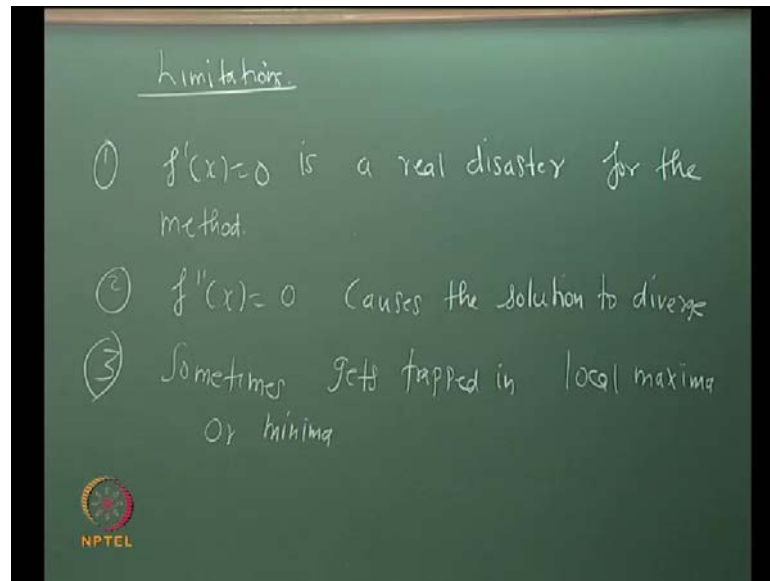 Limitations.
① f'(x)=0 is a real disaster for the
method.
② f''(x)=0 Causes the solution to diverge
③ Sometimes gets trapped in local maxima
Or minima
NPTEL